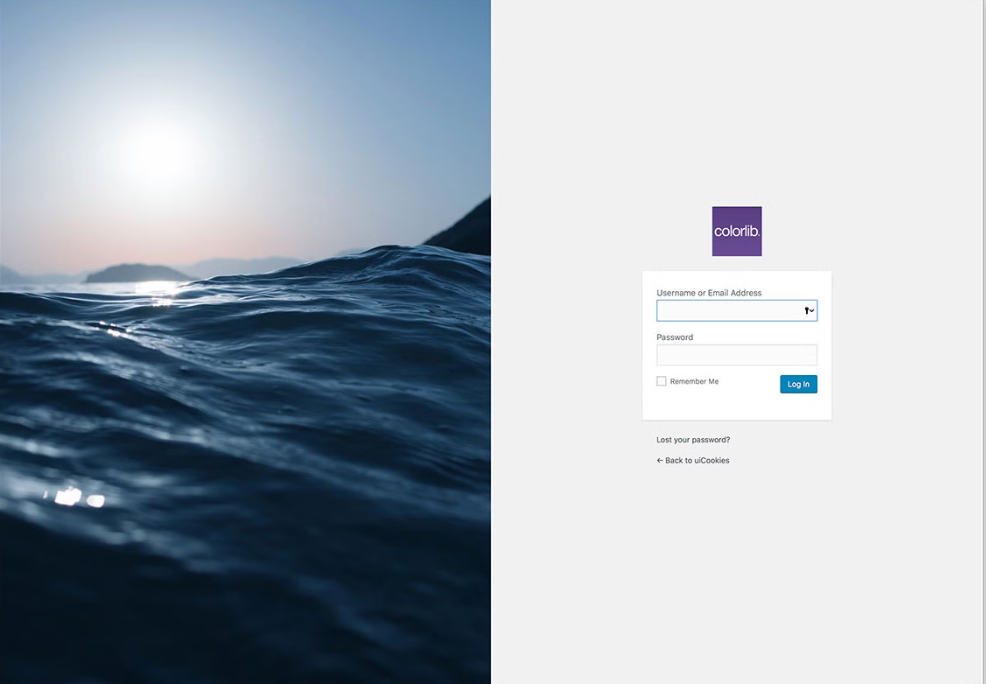 colorlib.
Username or Email Address
Password
Remember Me
Log In
Lost your password?
← Back to uiCookies